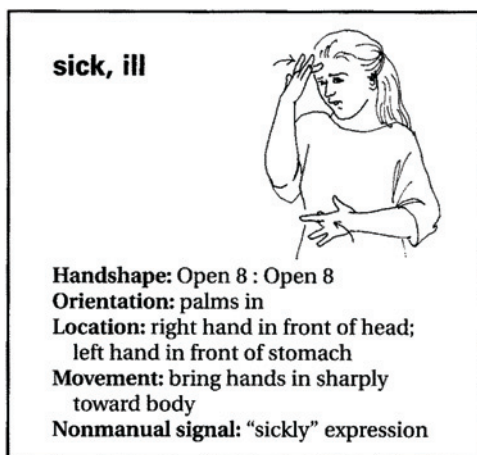 sick, ill
Handshape: Open 8 : Open 8
Orientation: palms in
Location: right hand in front of head;
left hand in front of stomach
Movement: bring hands in sharply
toward body
Nonmanual signal: “sickly” expression